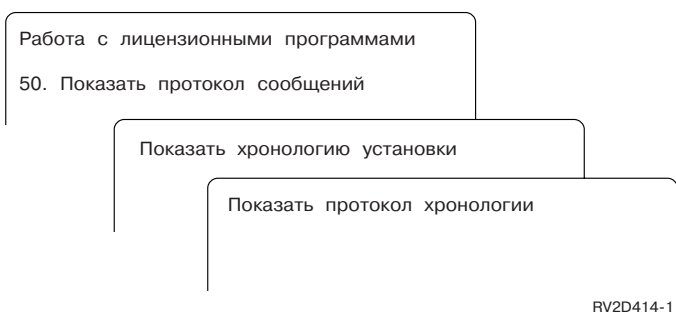 Работа с лицензионными программами
50. Показать протокол сообщений
Показать хронологию установки
Показать протокол хронологии
RV2D414-1